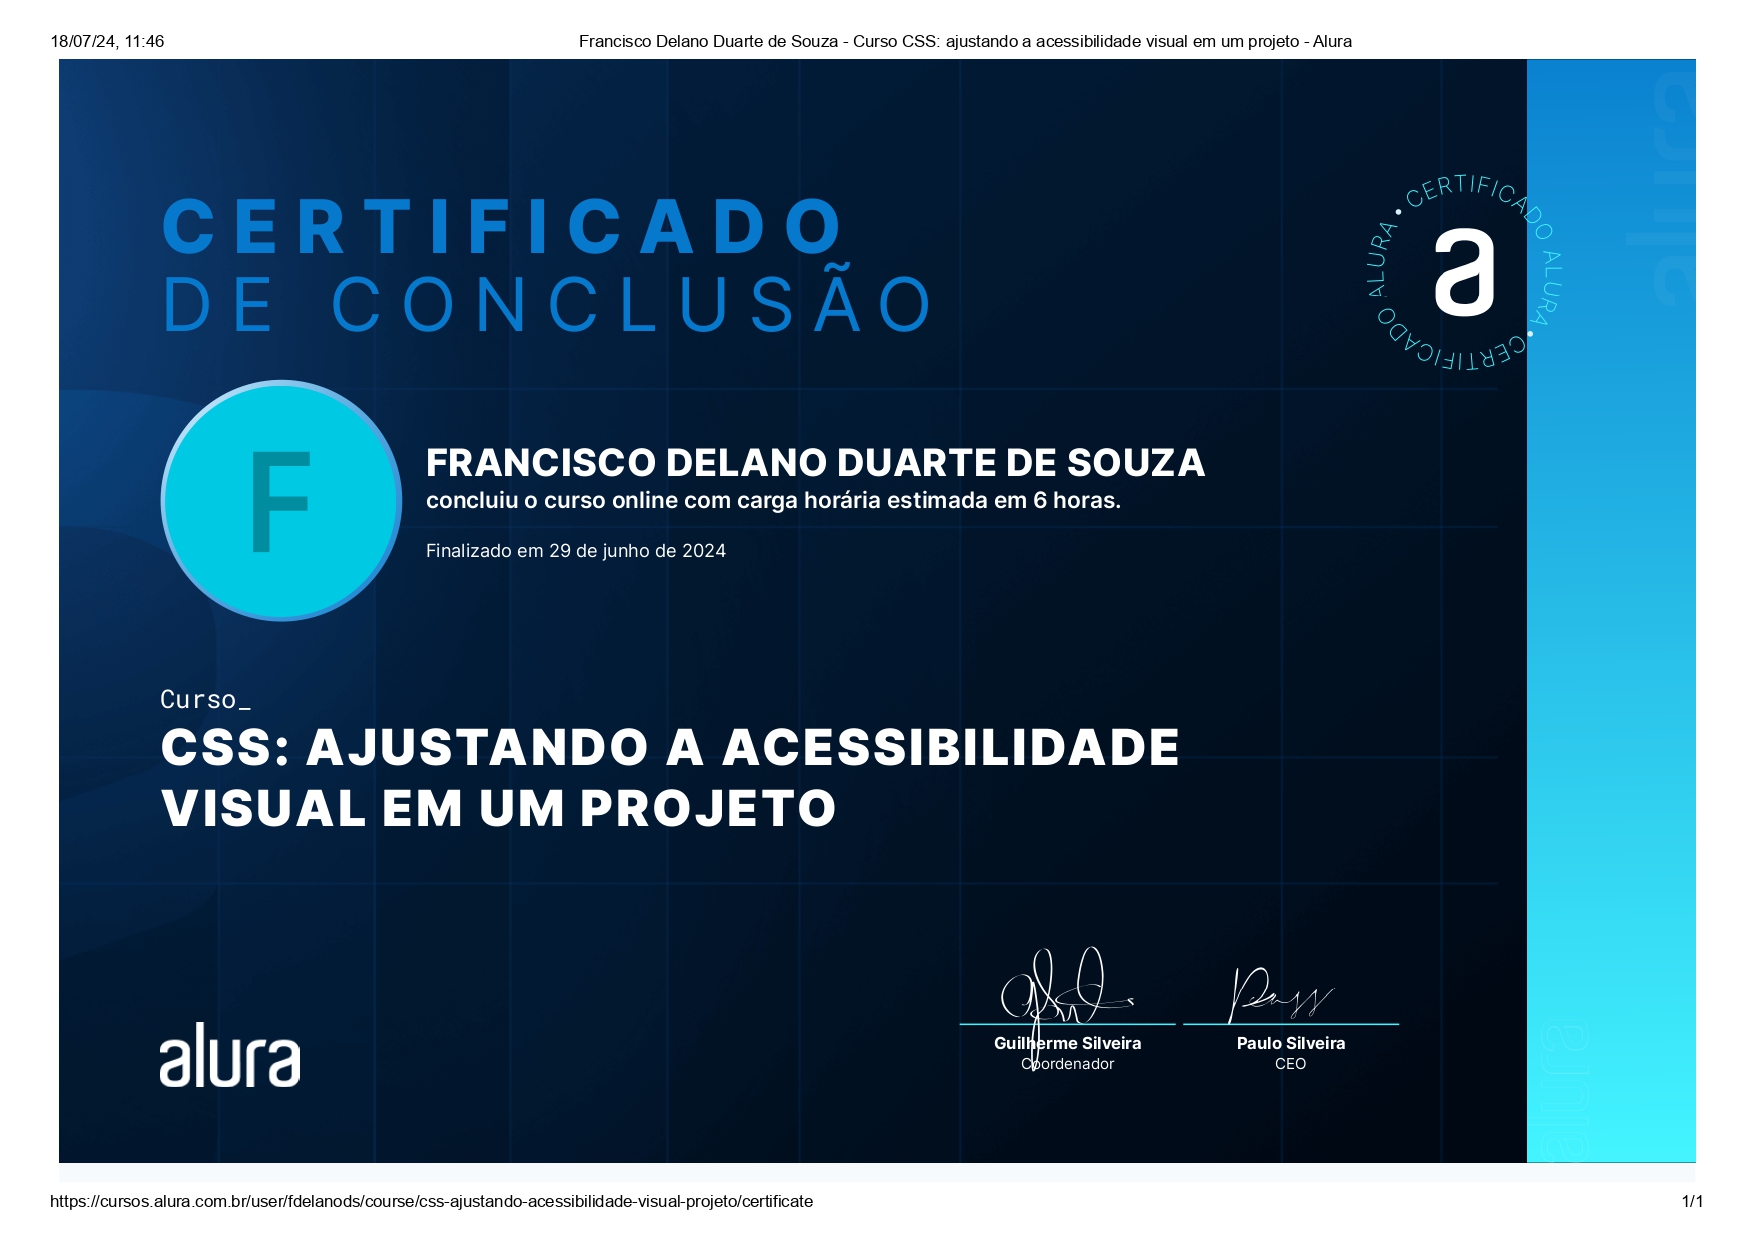 18/07/24, 11:46
Francisco Delano Duarte de Souza - Curso CSS: ajustando a acessibilidade visual em um projeto - Alura
CERTIFICADO
DE CONCLUSÃO
CERTIFICADO ALURA • CERTIFICADO ALURA •
a
alura
F
FRANCISCO DELANO DUARTE DE SOUZA
concluiu o curso online com carga horária estimada em 6 horas.
Finalizado em 29 de junho de 2024
Curso_
CSS: AJUSTANDO A ACESSIBILIDADE
VISUAL EM UM PROJETO
Guilherme Silveira
Coordenador
Paulo Silveira
CEO
alura
alura
https://cursos.alura.com.br/user/fdelanods/course/css-ajustando-acessibilidade-visual-projeto/certificate
1/1